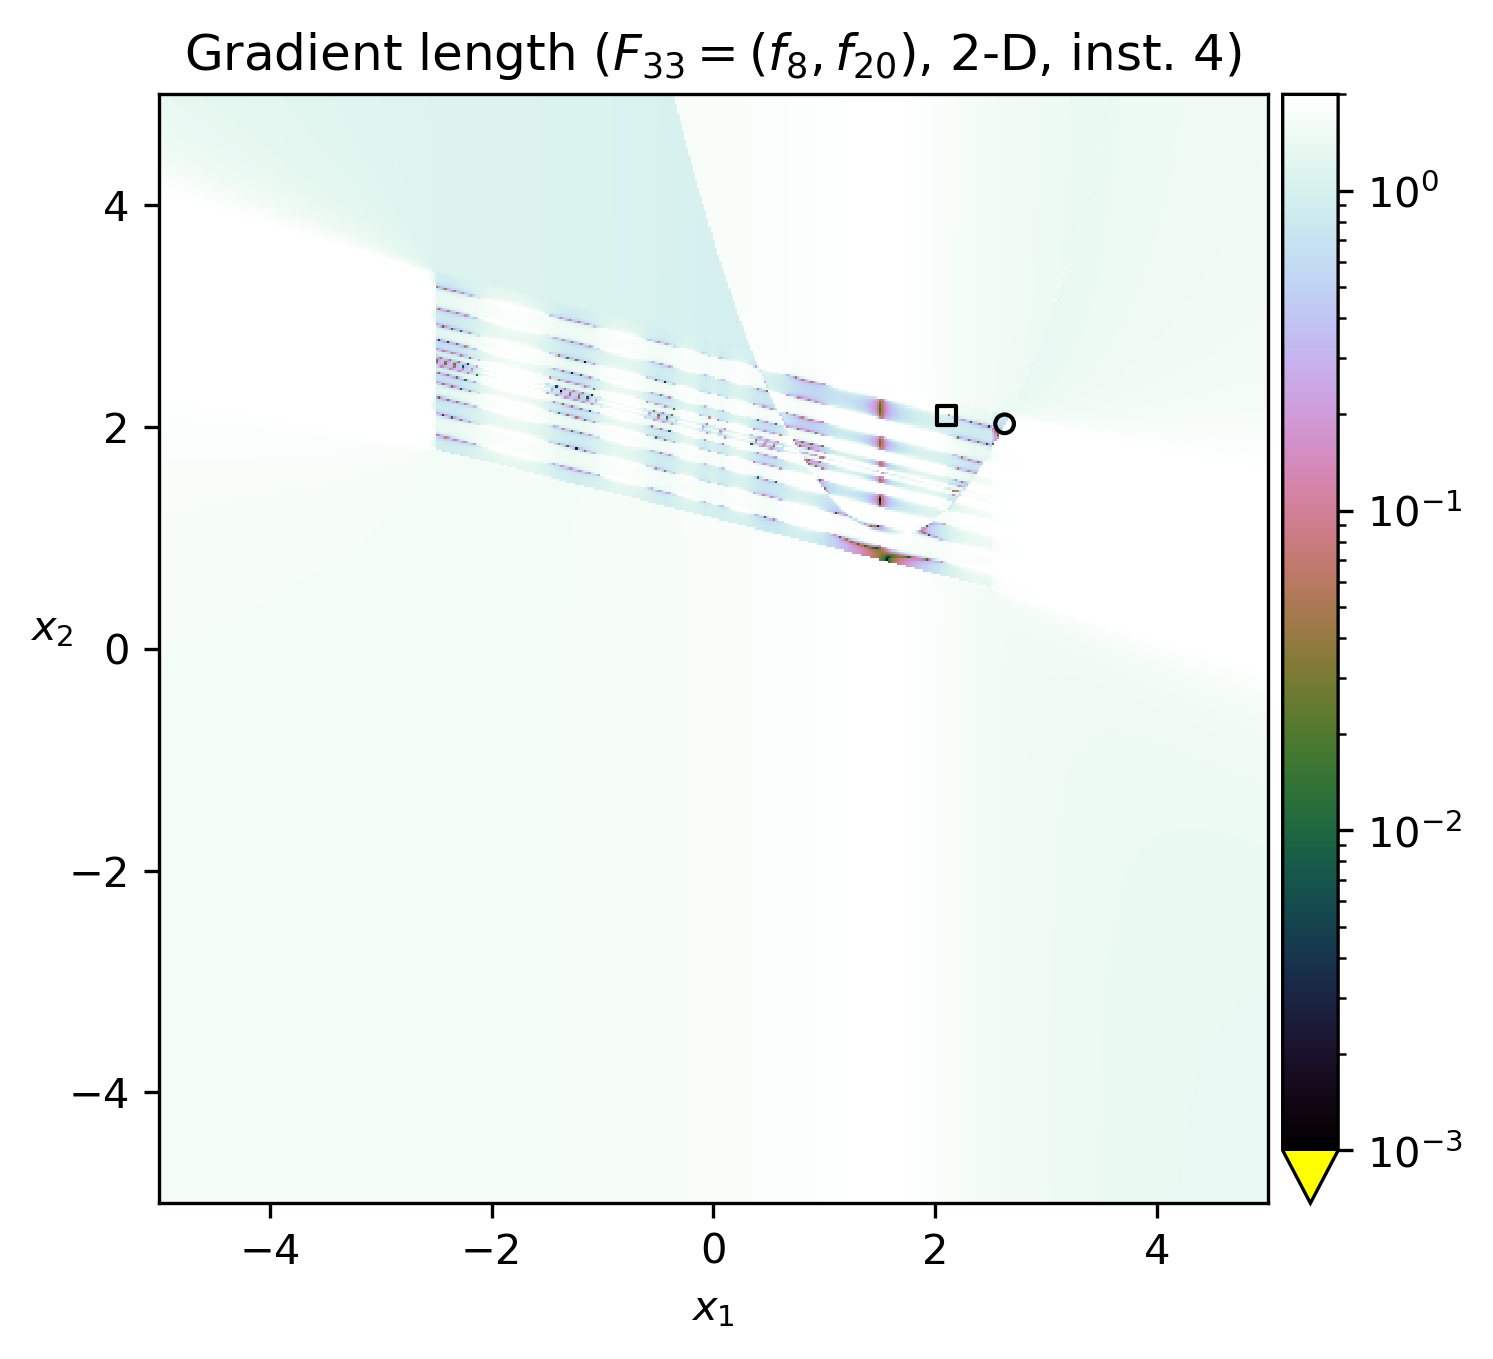 Gradient length (F₃₃ = (f₈, f₂₀), 2-D, inst. 4)
4
2
0
−2
−4
x₂
−4 −2 0 2 4
x₁
10⁰
10⁻¹
10⁻²
10⁻³